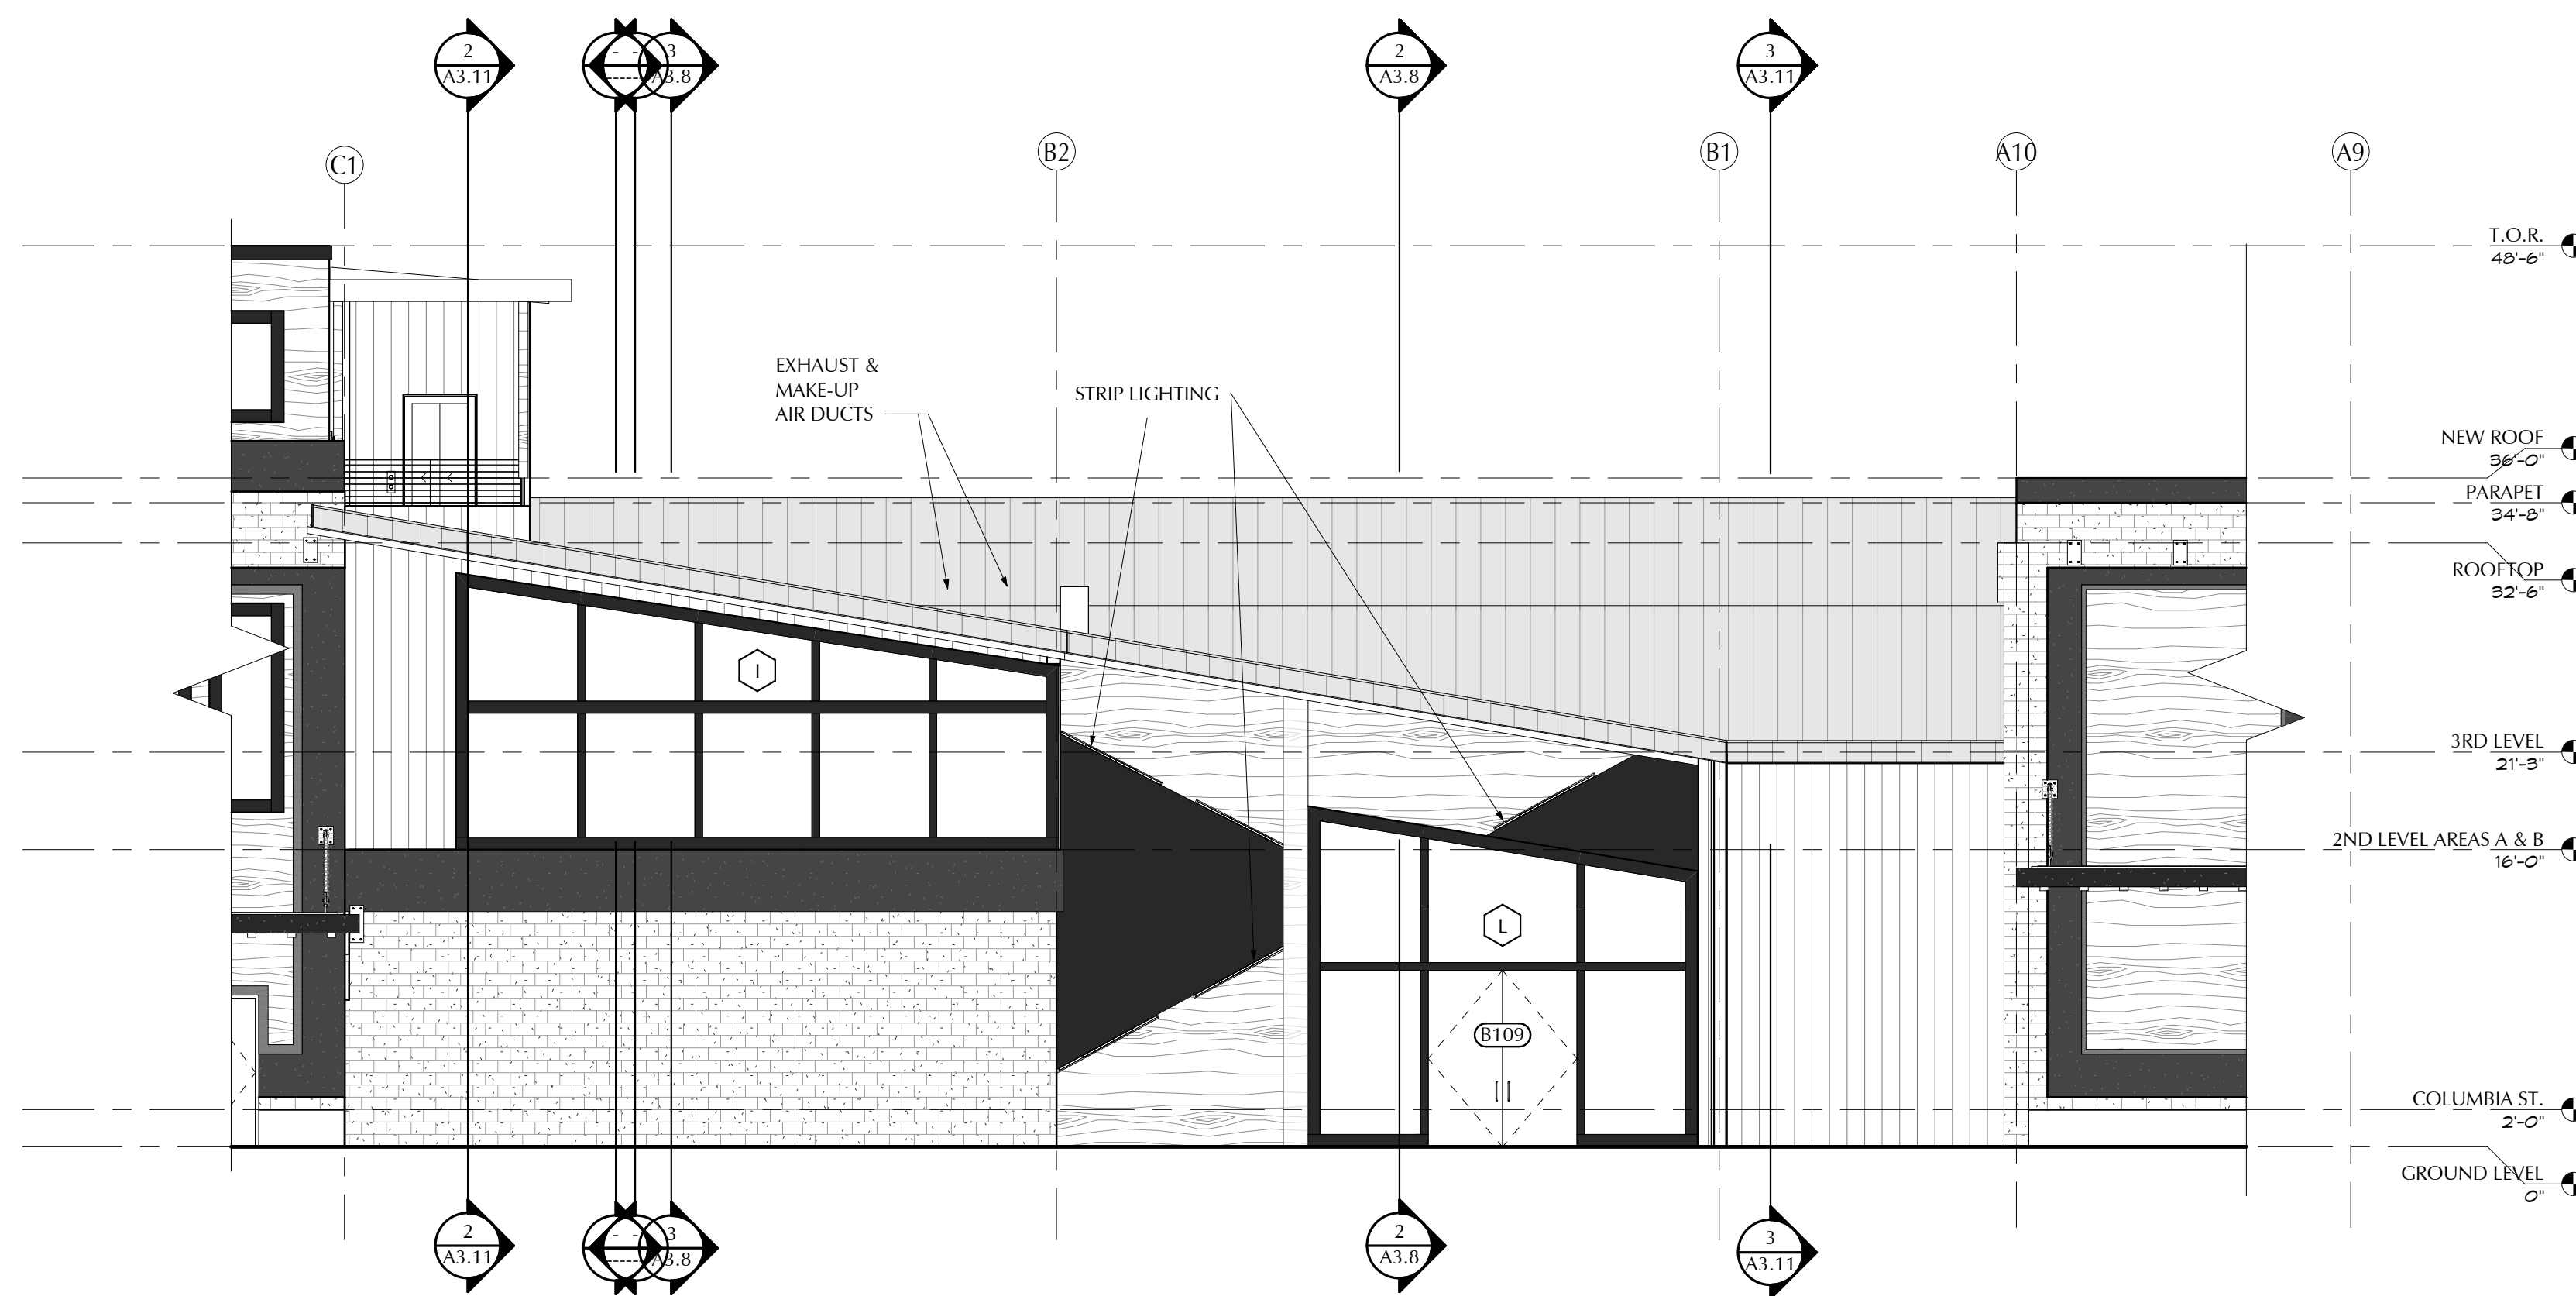 2
A3.11
- -
------
3
A3.8
2
A3.8
3
A3.11
C1
B2
B1
A10
A9
T.O.R.
48'-6"
EXHAUST &
MAKE-UP
AIR DUCTS
STRIP LIGHTING
NEW ROOF
36'-0"
PARAPET
34'-8"
ROOFTOP
32'-6"
I
3RD LEVEL
21'-3"
2ND LEVEL AREAS A & B
16'-0"
L
B109
COLUMBIA ST.
2'-0"
GROUND LEVEL
0"
2
A3.11
- -
------
3
A3.8
2
A3.8
3
A3.11